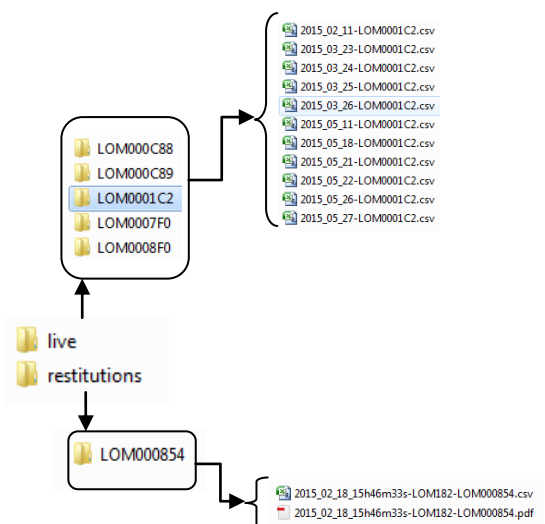 2015_02_11-LOM0001C2.csv
2015_03_23-LOM0001C2.csv
2015_03_24-LOM0001C2.csv
2015_03_25-LOM0001C2.csv
2015_03_26-LOM0001C2.csv
2015_05_11-LOM0001C2.csv
2015_05_18-LOM0001C2.csv
2015_05_21-LOM0001C2.csv
2015_05_22-LOM0001C2.csv
2015_05_26-LOM0001C2.csv
2015_05_27-LOM0001C2.csv
LOM000C88
LOM000C89
LOM0001C2
LOM0007F0
LOM0008F0
live
restitutions
LOM000854
2015_02_18_15h46m33s-LOM182-LOM000854.csv
2015_02_18_15h46m33s-LOM182-LOM000854.pdf